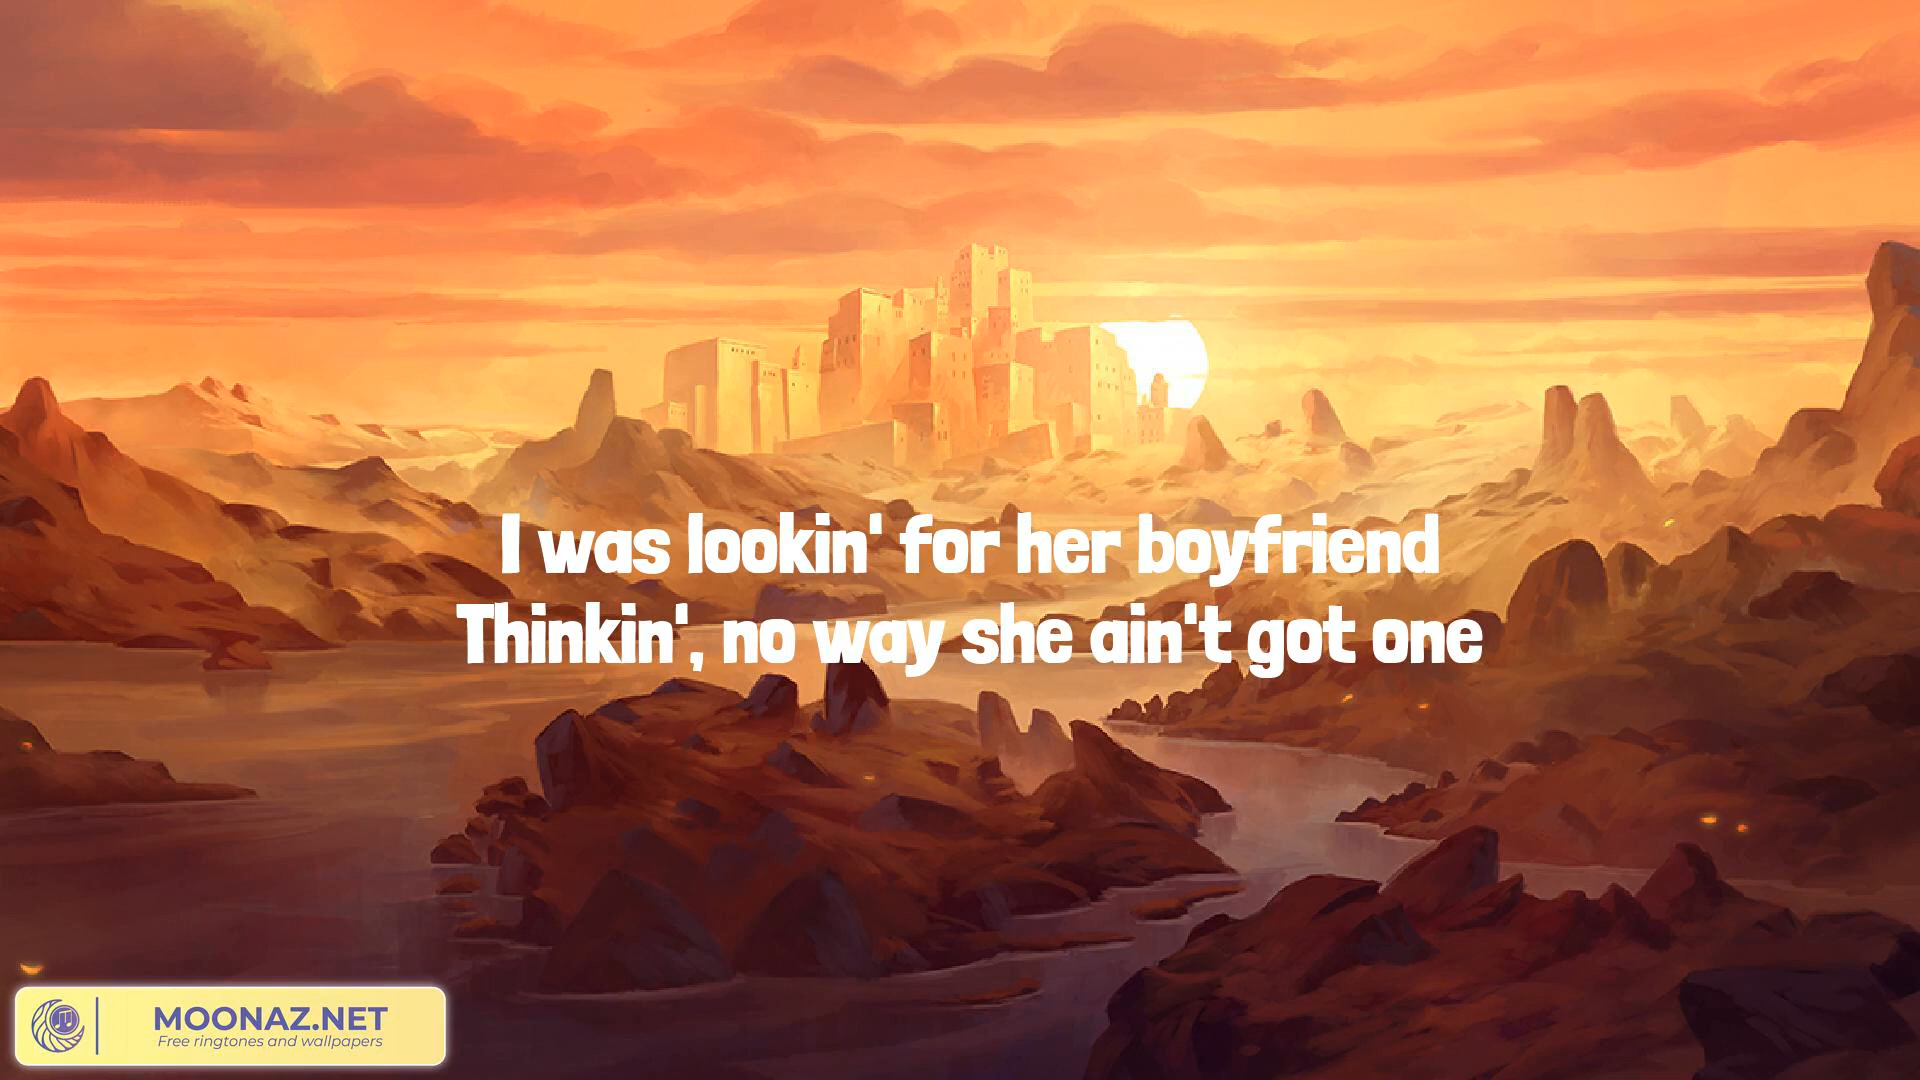 I was lookin' for her boyfriend
Thinkin', no way she ain't got one
MOONAZ.NET
Free ringtones and wallpapers